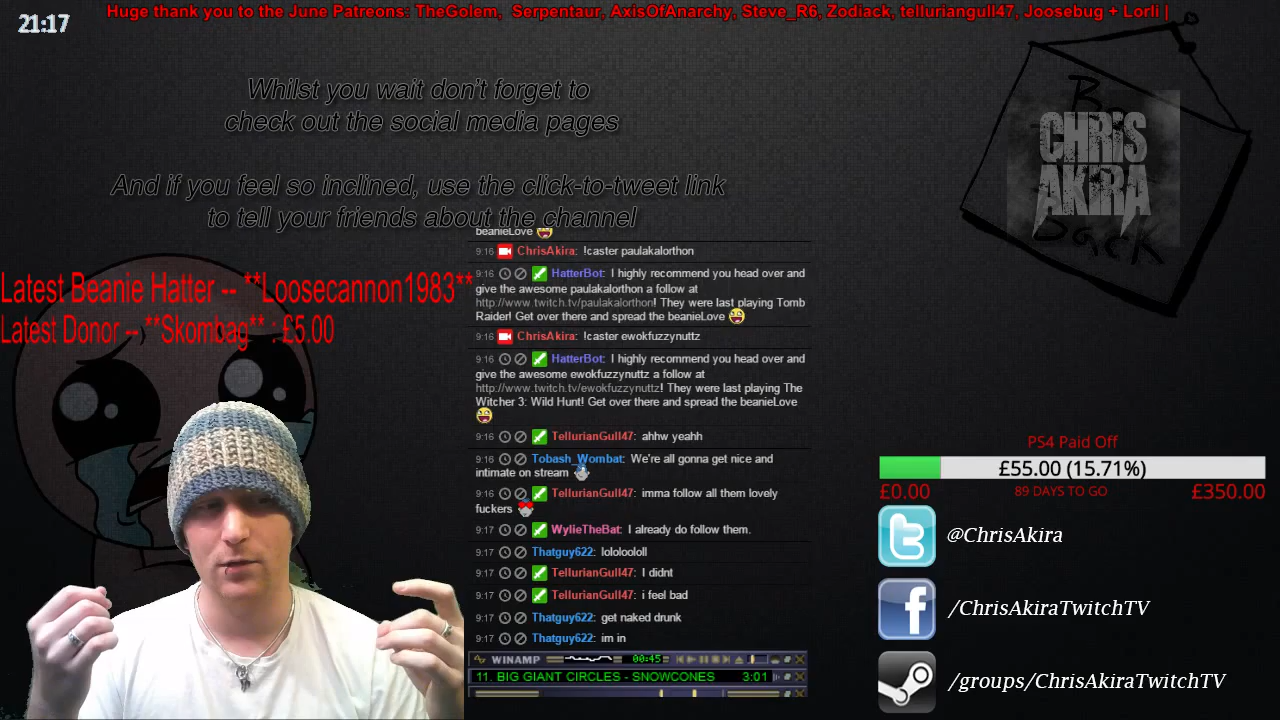 Huge thank you to the June Patreons: TheGolem,  Serpentaur, AxisOfAnarchy, Steve_R6, Zodiack, telluriangull47, Joosebug + Lorli |
21:17
Whilst you wait don't forget to
check out the social media pages
And if you feel so inclined, use the click-to-tweet link
to tell your friends about the channel
CHRIS
AKIRA
Back
beanieLove
9:16 ChrisAkira: !caster paulakalorthon
9:16 HatterBot: I highly recommend you head over and
give the awesome paulakalorthon a follow at
http://www.twitch.tv/paulakalorthon! They were last playing Tomb
Raider! Get over there and spread the beanieLove
9:16 ChrisAkira: !caster ewokfuzzynuttz
9:16 HatterBot: I highly recommend you head over and
give the awesome ewokfuzzynuttz a follow at
http://www.twitch.tv/ewokfuzzynuttz! They were last playing The
Witcher 3: Wild Hunt! Get over there and spread the beanieLove
9:16 TellurianGull47: ahhw yeahh
9:16 Tobash_Wombat: We're all gonna get nice and
intimate on stream
9:16 TellurianGull47: imma follow all them lovely
fuckers
9:17 WylieTheBat: I already do follow them.
9:17 Thatguy622: lololoololl
9:17 TellurianGull47: I didnt
9:17 TellurianGull47: i feel bad
9:17 Thatguy622: get naked drunk
9:17 Thatguy622: im in
WINAMP 00:45
11. BIG GIANT CIRCLES - SNOWCONES 3:01
Latest Beanie Hatter -- **Loosecannon1983**
Latest Donor -- **Skombag** : £5.00
PS4 Paid Off
£55.00 (15.71%)
£0.00 89 DAYS TO GO £350.00
@ChrisAkira
/ChrisAkiraTwitchTV
/groups/ChrisAkiraTwitchTV